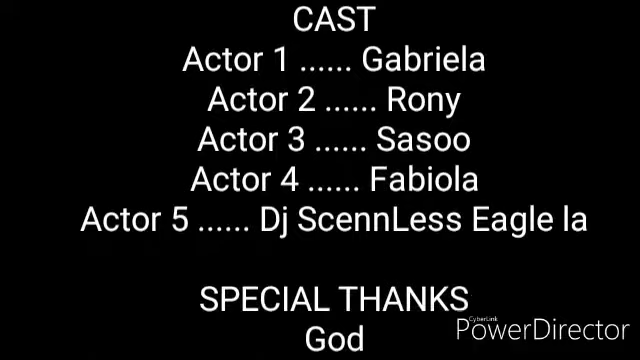 CAST
Actor 1 ...... Gabriela
Actor 2 ...... Rony
Actor 3 ...... Sasoo
Actor 4 ...... Fabiola
Actor 5 ...... Dj ScennLess Eagle la
SPECIAL THANKS
God
CyberLink
PowerDirector